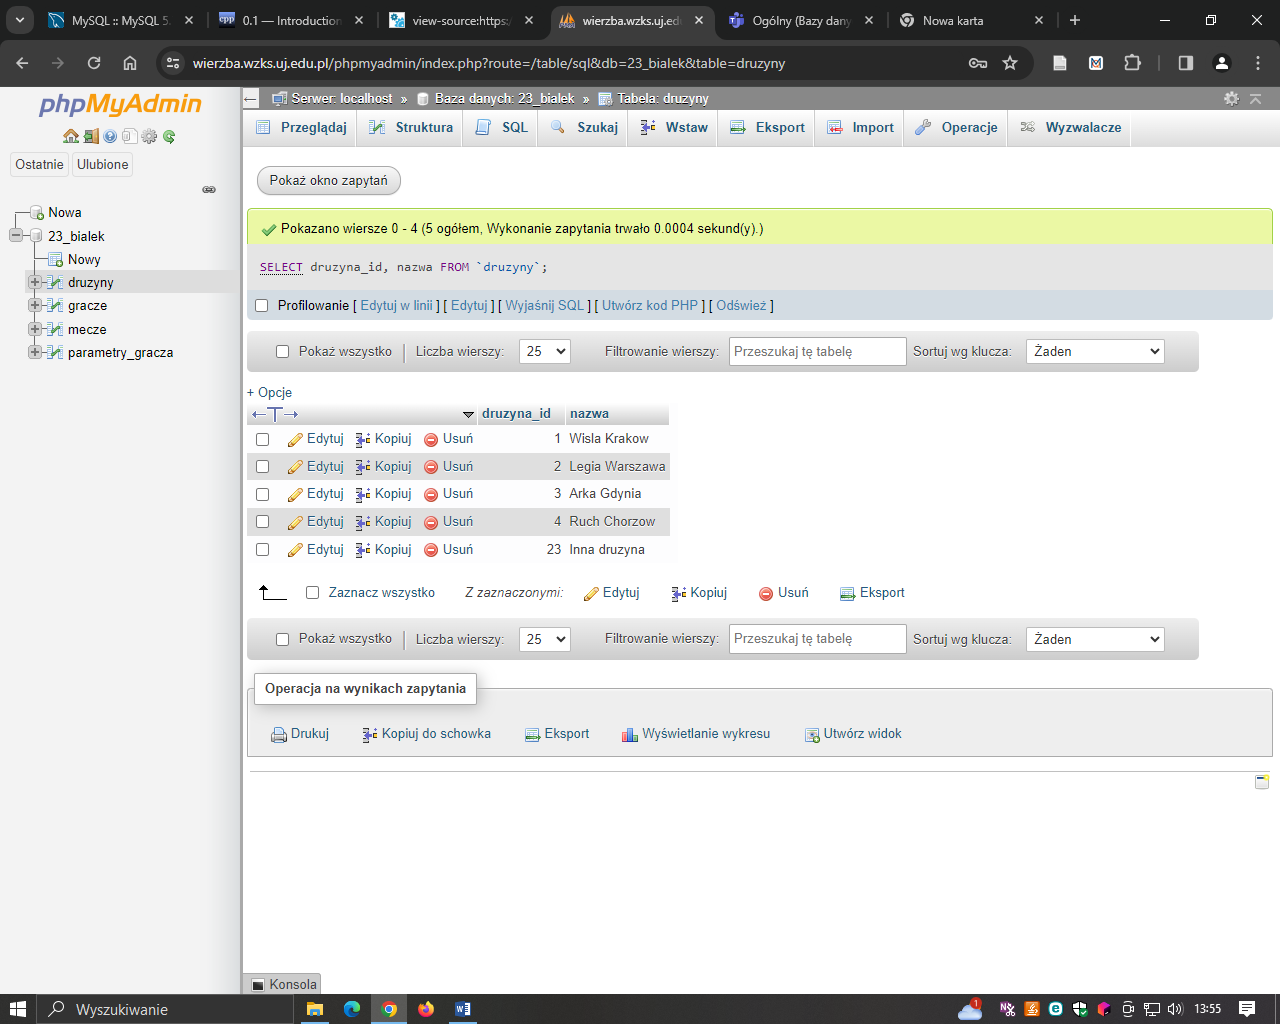 MySQL :: MySQL 5.
0.1 — Introduction
view-source:https:/
wierzba.wzks.uj.ed
Ogólny (Bazy dany
Nowa karta
wierzba.wzks.uj.edu.pl/phpmyadmin/index.php?route=/table/sql&db=23_bialek&table=druzyny
phpMyAdmin
Ostatnie Ulubione
Nowa
23_bialek
Nowy
druzyny
gracze
mecze
parametry_gracza
Serwer: localhost » Baza danych: 23_bialek » Tabela: druzyny
Przeglądaj Struktura SQL Szukaj Wstaw Eksport Import Operacje Wyzwalacze
Pokaż okno zapytań
Pokazano wiersze 0 - 4 (5 ogółem, Wykonanie zapytania trwało 0.0004 sekund(y).)
SELECT druzyna_id, nazwa FROM `druzyny`;
Profilowanie [ Edytuj w linii ] [ Edytuj ] [ Wyjaśnij SQL ] [ Utwórz kod PHP ] [ Odśwież ]
Pokaż wszystko | Liczba wierszy: 25 Filtrowanie wierszy: Przeszukaj tę tabelę Sortuj wg klucza: Żaden
+ Opcje
←T→ druzyna_id nazwa
Edytuj Kopiuj Usuń 1 Wisla Krakow
Edytuj Kopiuj Usuń 2 Legia Warszawa
Edytuj Kopiuj Usuń 3 Arka Gdynia
Edytuj Kopiuj Usuń 4 Ruch Chorzow
Edytuj Kopiuj Usuń 23 Inna druzyna
Zaznacz wszystko Z zaznaczonymi: Edytuj Kopiuj Usuń Eksport
Pokaż wszystko | Liczba wierszy: 25 Filtrowanie wierszy: Przeszukaj tę tabelę Sortuj wg klucza: Żaden
Operacja na wynikach zapytania
Drukuj Kopiuj do schowka Eksport Wyświetlanie wykresu Utwórz widok
Konsola
Wyszukiwanie
1
13:55